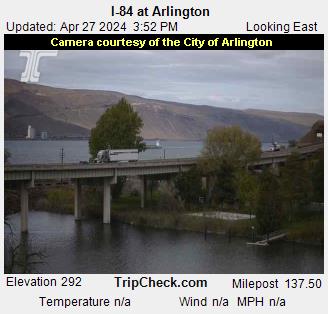 I-84 at Arlington
Updated: Apr 27 2024 3:52 PM Looking East
Camera courtesy of the City of Arlington
Elevation 292 TripCheck.com Milepost 137.50
Temperature n/a Wind n/a MPH n/a